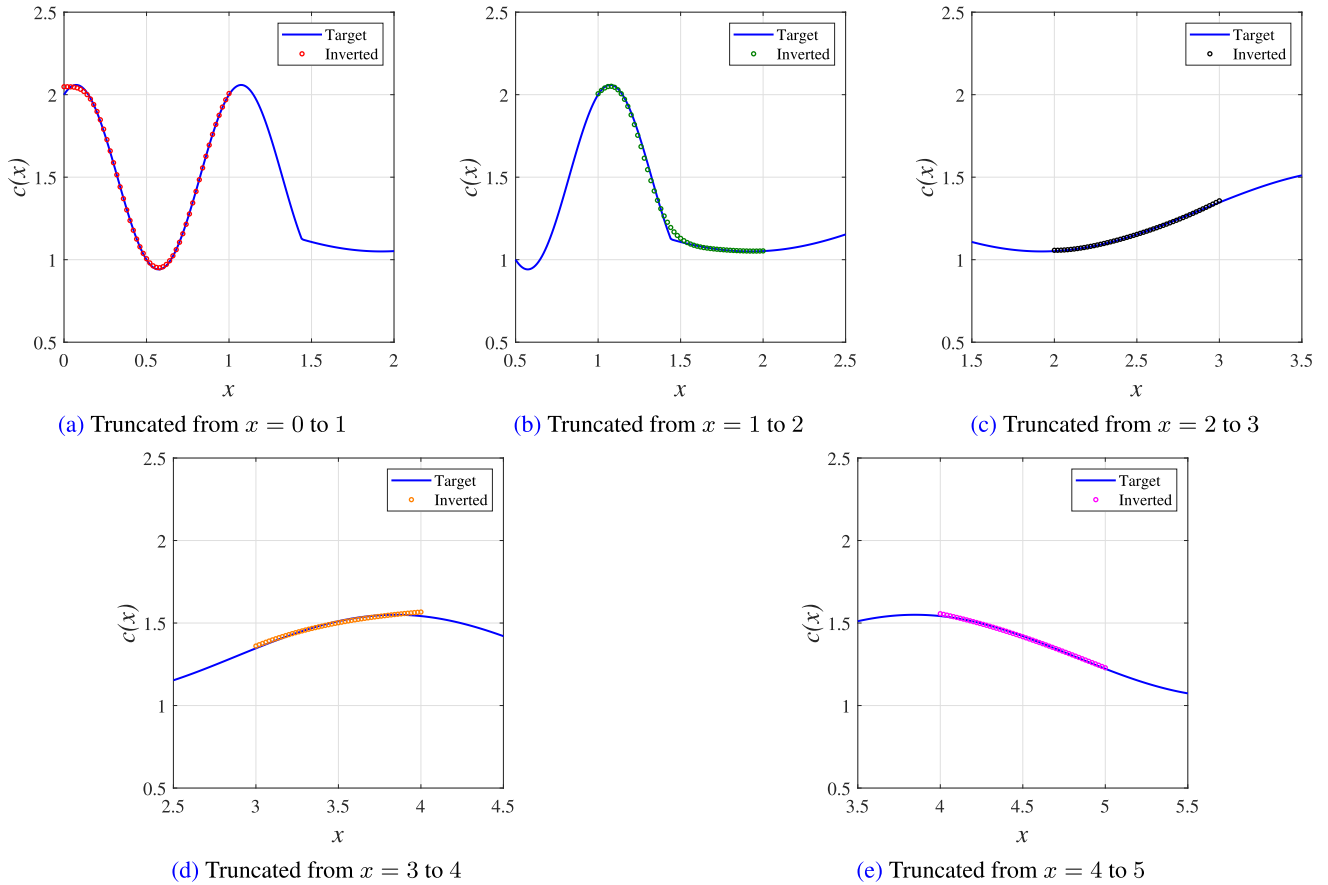 2.5
2
1.5
1
0.5
c(x)
Target
Inverted
0 0.5 1 1.5 2
x
(a) Truncated from x = 0 to 1
2.5
2
1.5
1
0.5
c(x)
Target
Inverted
0.5 1 1.5 2 2.5
x
(b) Truncated from x = 1 to 2
2.5
2
1.5
1
0.5
c(x)
Target
Inverted
1.5 2 2.5 3 3.5
x
(c) Truncated from x = 2 to 3
2.5
2
1.5
1
0.5
c(x)
Target
Inverted
2.5 3 3.5 4 4.5
x
(d) Truncated from x = 3 to 4
2.5
2
1.5
1
0.5
c(x)
Target
Inverted
3.5 4 4.5 5 5.5
x
(e) Truncated from x = 4 to 5